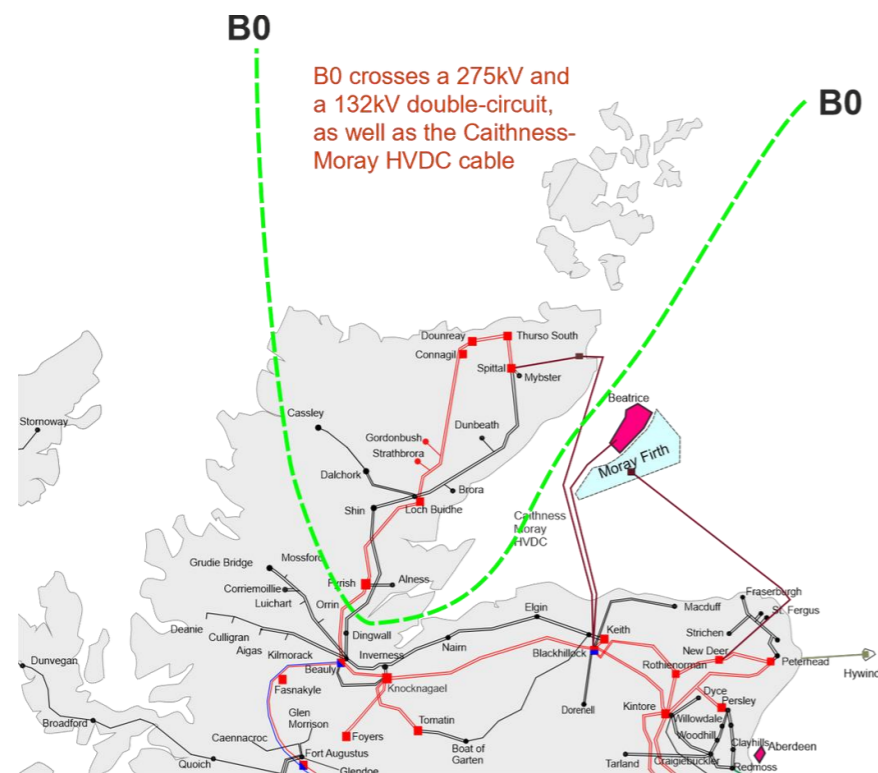 B0
B0 crosses a 275kV and
a 132kV double-circuit,
as well as the Caithness-
Moray HVDC cable
B0
Dounreay
Thurso South
Connagil
Spittal
Mybster
Beatrice
Cassley
Stornoway
Dunbeath
Gordonbush
Strathbrora
Moray Firth
Dalchork
Brora
Shin
Loch Buidhe
Caithness
Moray
HVDC
Mossford
Grudie Bridge
Fyrish
Alness
Corriemoillie
Luichart
Orrin
Fraserburgh
Macduff
St. Fergus
Elgin
Deanie
Culligran
Dingwall
Keith
Strichen
Aigas
Nairn
Kilmorack
Inverness
Blackhillock
New Deer
Dunvegan
Beauly
Rothienorman
Peterhead
Hywind
Fasnakyle
Knocknagael
Dyce
Persley
Dorenell
Kintore
Glen
Morrison
Tomatin
Willowdale
Broadford
Foyers
Woodhill
Caennacroc
Clayhills
Aberdeen
Fort Augustus
Boat of
Garten
Quoich
Tarland
Craigiebuckler
Redmoss
Glendoe